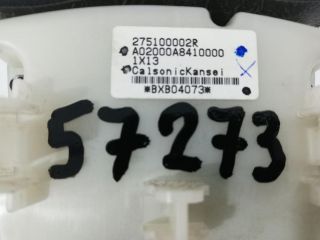 275100002R
A02000A8410000
1X13
CalsonicKansei
*BXB04073*
57273